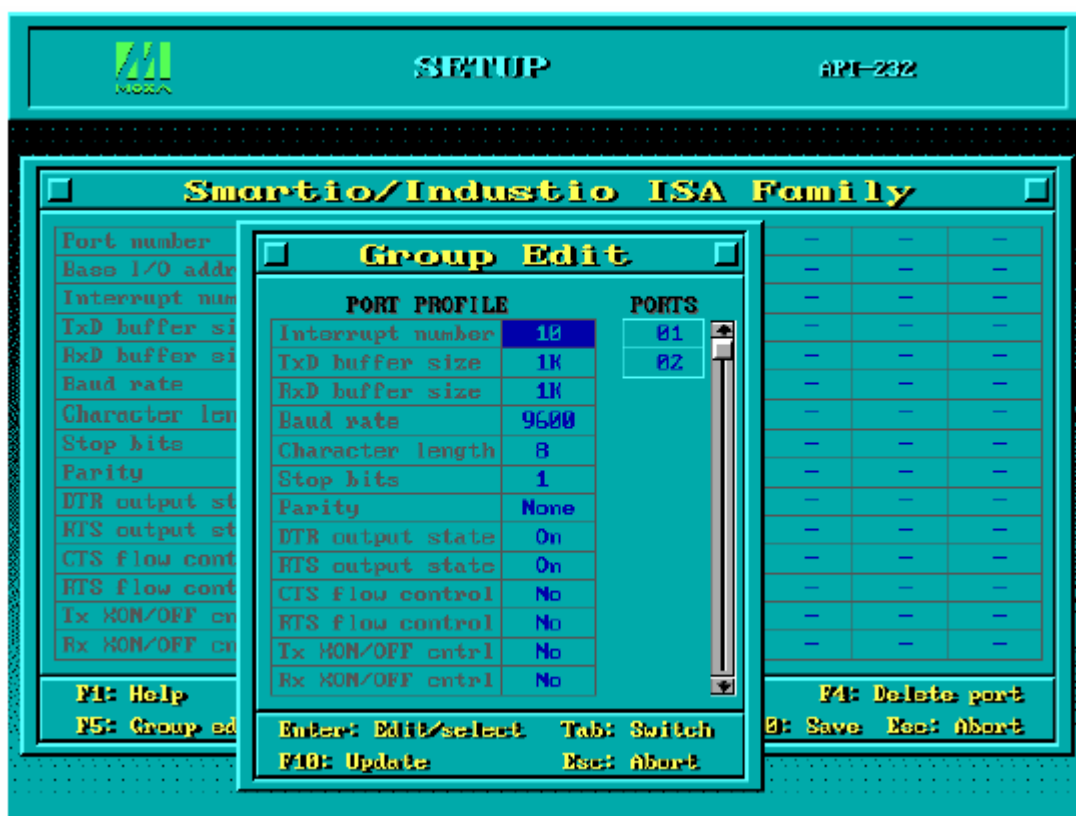 MOXA
SETUP
API-232
Smartio/Industio ISA Family
Port number
Base I/O addr
Interrupt num
TxD buffer si
RxD buffer si
Baud rate
Character len
Stop bits
Parity
DTR output st
RTS output st
CTS flow cont
RTS flow cont
Tx XON/OFF cn
Rx XON/OFF cn
F1: Help
F4: Delete port
F5: Group ed
0: Save Esc: Abort
Group Edit
PORT PROFILE PORTS
Interrupt number 10 01
TxD buffer size 1K 02
RxD buffer size 1K
Baud rate 9600
Character length 8
Stop bits 1
Parity None
DTR output state On
RTS output state On
CTS flow control No
RTS flow control No
Tx XON/OFF cntrl No
Rx XON/OFF cntrl No
Enter: Edit/select Tab: Switch
F10: Update Esc: Abort